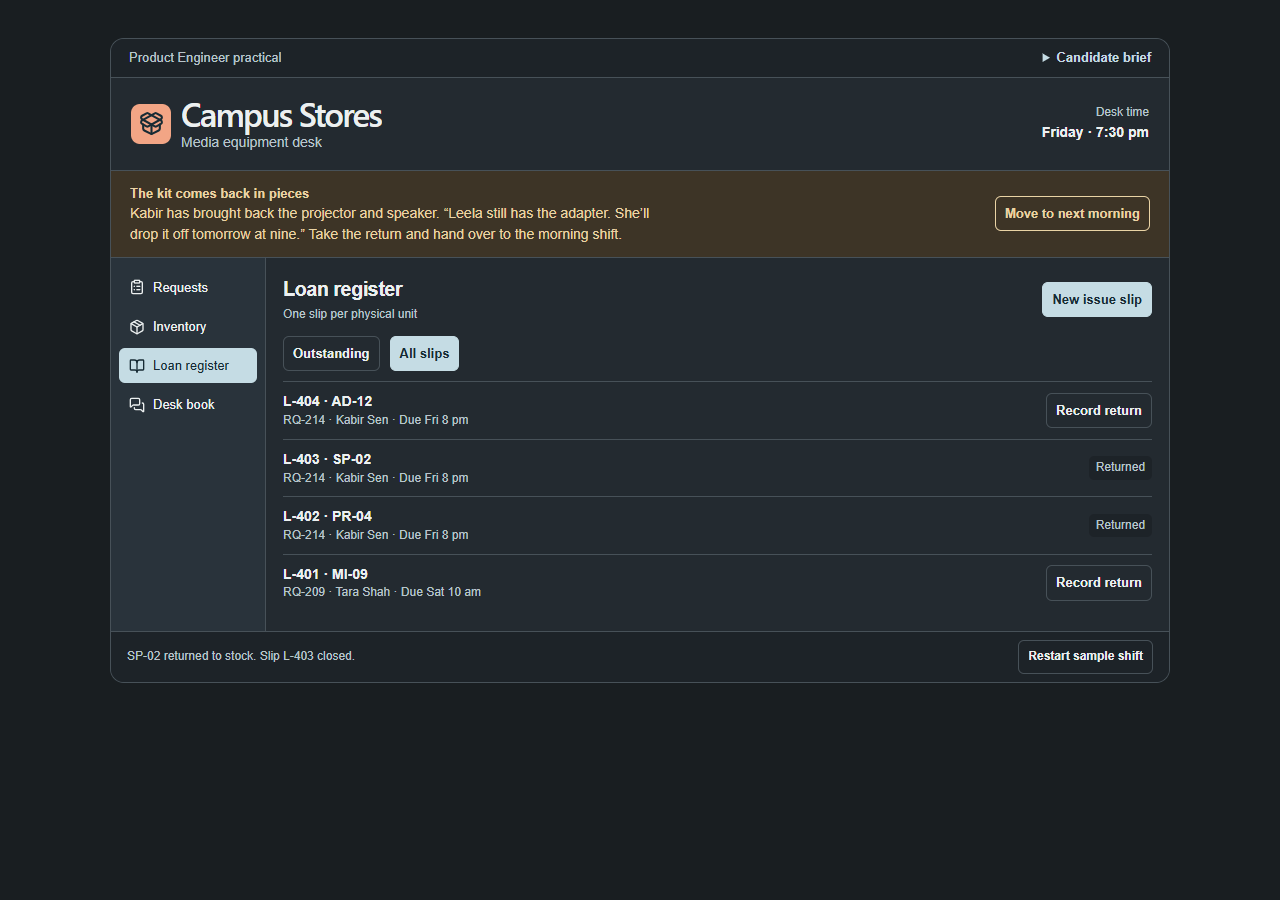 Product Engineer practical
▶ Candidate brief
Campus Stores
Media equipment desk
Desk time
Friday · 7:30 pm
The kit comes back in pieces
Kabir has brought back the projector and speaker. “Leela still has the adapter. She’ll
drop it off tomorrow at nine.” Take the return and hand over to the morning shift.
Move to next morning
Requests
Inventory
Loan register
Desk book
Loan register
One slip per physical unit
New issue slip
Outstanding
All slips
L-404 · AD-12
RQ-214 · Kabir Sen · Due Fri 8 pm
Record return
L-403 · SP-02
RQ-214 · Kabir Sen · Due Fri 8 pm
Returned
L-402 · PR-04
RQ-214 · Kabir Sen · Due Fri 8 pm
Returned
L-401 · MI-09
RQ-209 · Tara Shah · Due Sat 10 am
Record return
SP-02 returned to stock. Slip L-403 closed.
Restart sample shift